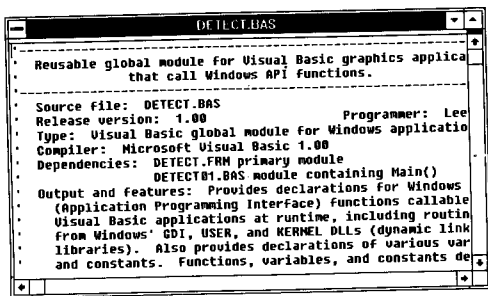 DETECT.BAS
'----------------------------------------------------------
' Reusable global module for Visual Basic graphics applica
' that call Windows API functions.
'----------------------------------------------------------
' Source file: DETECT.BAS
' Release version: 1.00 Programmer: Lee
' Type: Visual Basic global module for Windows applicatio
' Compiler: Microsoft Visual Basic 1.00
' Dependencies: DETECT.FRM primary module
' DETECT01.BAS module containing Main()
' Output and features: Provides declarations for Windows
' (Application Programming Interface) functions callable
' Visual Basic applications at runtime, including routin
' from Windows' GDI, USER, and KERNEL DLLs (dynamic link
' libraries). Also provides declarations of various var
' and constants. Functions, variables, and constants de